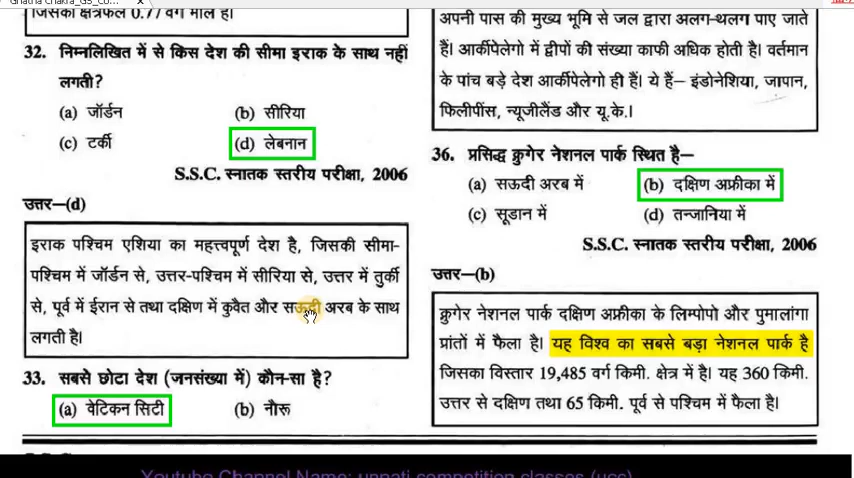 Ghatna Chakra_GS_Co...
जिसका क्षेत्रफल 0.77 वर्ग मील है।
32. निम्नलिखित में से किस देश की सीमा इराक के साथ नहीं
लगती?
(a) जॉर्डन (b) सीरिया
(c) टर्की (d) लेबनान
S.S.C. स्नातक स्तरीय परीक्षा, 2006
उत्तर—(d)
इराक पश्चिम एशिया का महत्त्वपूर्ण देश है, जिसकी सीमा-
पश्चिम में जॉर्डन से, उत्तर-पश्चिम में सीरिया से, उत्तर में तुर्की
से, पूर्व में ईरान से तथा दक्षिण में कुवैत और सऊदी अरब के साथ
लगती है।
33. सबसे छोटा देश (जनसंख्या में) कौन-सा है?
(a) वेटिकन सिटी (b) नौरू
अपनी पास की मुख्य भूमि से जल द्वारा अलग-थलग पाए जाते
हैं। आर्कीपेलेगो में द्वीपों की संख्या काफी अधिक होती है। वर्तमान
के पांच बड़े देश आर्कीपेलेगो ही हैं। ये हैं– इंडोनेशिया, जापान,
फिलीपींस, न्यूजीलैंड और यू.के.।
36. प्रसिद्ध क्रुगेर नेशनल पार्क स्थित है—
(a) सऊदी अरब में (b) दक्षिण अफ्रीका में
(c) सूडान में (d) तन्जानिया में
S.S.C. स्नातक स्तरीय परीक्षा, 2006
उत्तर—(b)
क्रुगेर नेशनल पार्क दक्षिण अफ्रीका के लिम्पोपो और पुमालांगा
प्रांतों में फैला है। यह विश्व का सबसे बड़ा नेशनल पार्क है
जिसका विस्तार 19,485 वर्ग किमी. क्षेत्र में है। यह 360 किमी.
उत्तर से दक्षिण तथा 65 किमी. पूर्व से पश्चिम में फैला है।
Youtube Channel Name: unnati competition classes (ucc)